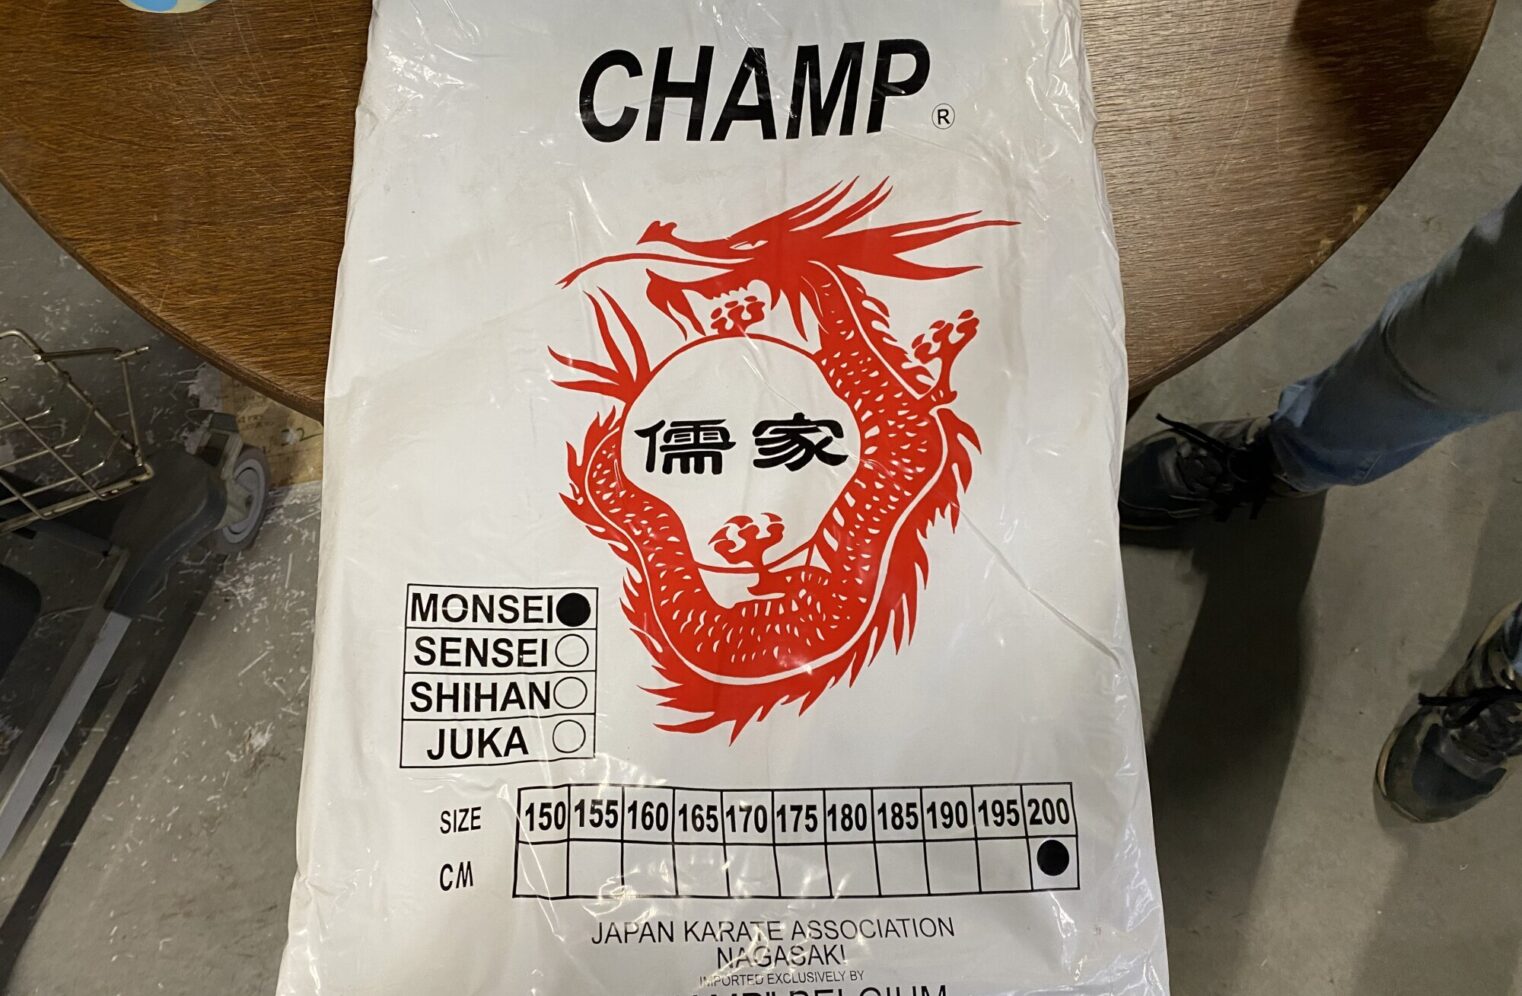 CHAMP®
儒家
MONSEI
SENSEI
SHIHAN
JUKA
SIZE 150 155 160 165 170 175 180 185 190 195 200
CM
JAPAN KARATE ASSOCIATION
NAGASAKI
IMPORTED EXCLUSIVELY BY
BELGIUM